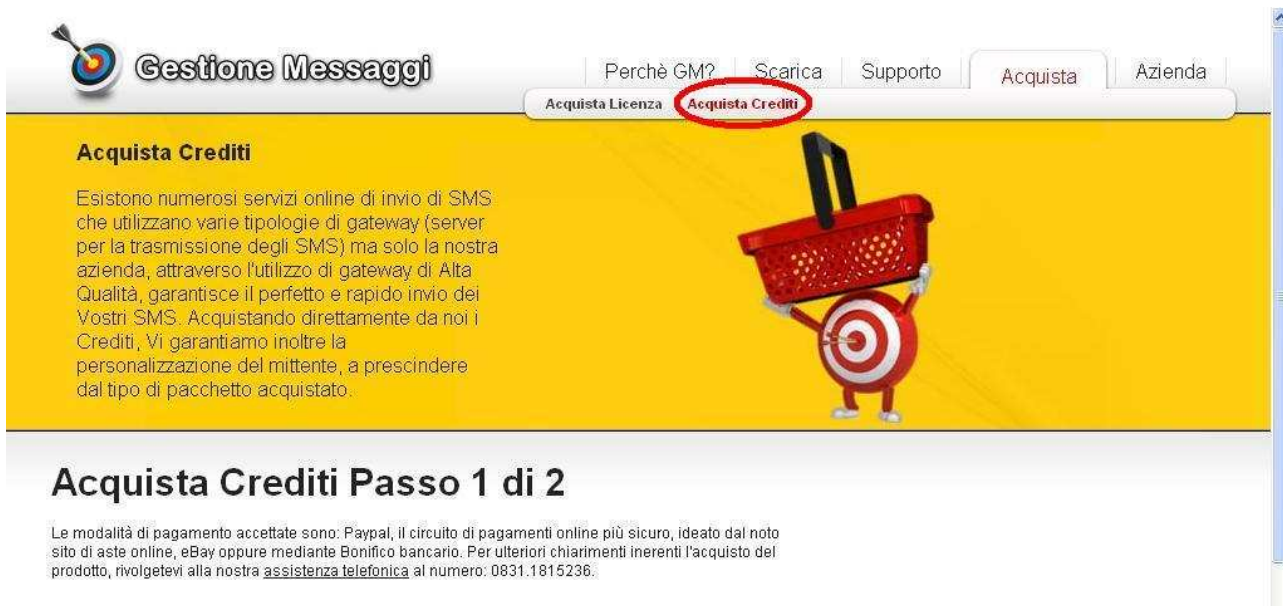 Gestione Messaggi
Perchè GM? Scarica Supporto Acquista Azienda
Acquista Licenza Acquista Crediti
Acquista Crediti
Esistono numerosi servizi online di invio di SMS
che utilizzano varie tipologie di gateway (server
per la trasmissione degli SMS) ma solo la nostra
azienda, attraverso l'utilizzo di gateway di Alta
Qualità, garantisce il perfetto e rapido invio dei
Vostri SMS. Acquistando direttamente da noi i
Crediti, Vi garantiamo inoltre la
personalizzazione del mittente, a prescindere
dal tipo di pacchetto acquistato.
Acquista Crediti Passo 1 di 2
Le modalità di pagamento accettate sono: Paypal, il circuito di pagamenti online più sicuro, ideato dal noto
sito di aste online, eBay oppure mediante Bonifico bancario. Per ulteriori chiarimenti inerenti l'acquisto del
prodotto, rivolgetevi alla nostra assistenza telefonica al numero: 0831.1815236.